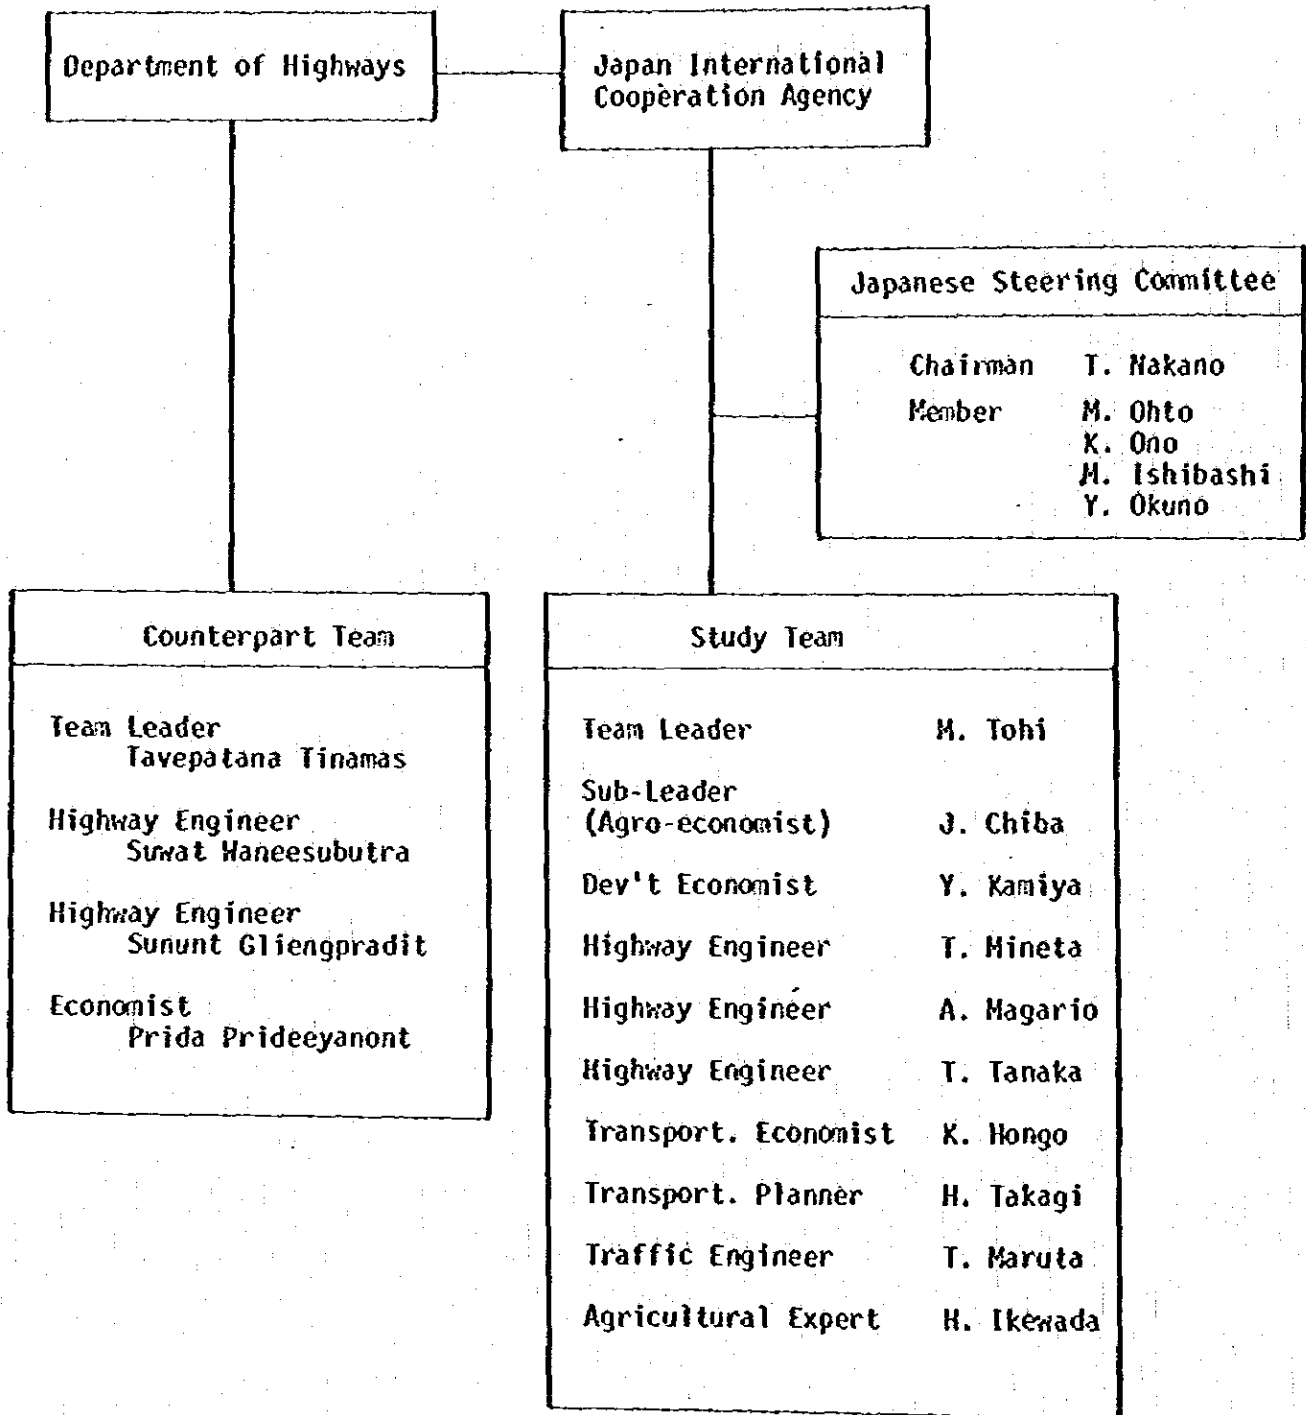 Department of Highways
Japan International
Cooperation Agency
Japanese Steering Committee
Chairman T. Nakano
Member M. Ohto
K. Ono
M. Ishibashi
Y. Okuno
Counterpart Team
Team Leader
Tavepatana Tinamas
Highway Engineer
Suwat Maneesubutra
Highway Engineer
Sununt Gliengpradit
Economist
Prida Prideeyanont
Study Team
Team Leader M. Tohi
Sub-Leader
(Agro-economist) J. Chiba
Dev't Economist Y. Kamiya
Highway Engineer T. Mineta
Highway Engineer A. Magario
Highway Engineer T. Tanaka
Transport. Economist K. Hongo
Transport. Planner H. Takagi
Traffic Engineer T. Maruta
Agricultural Expert H. Ikewada